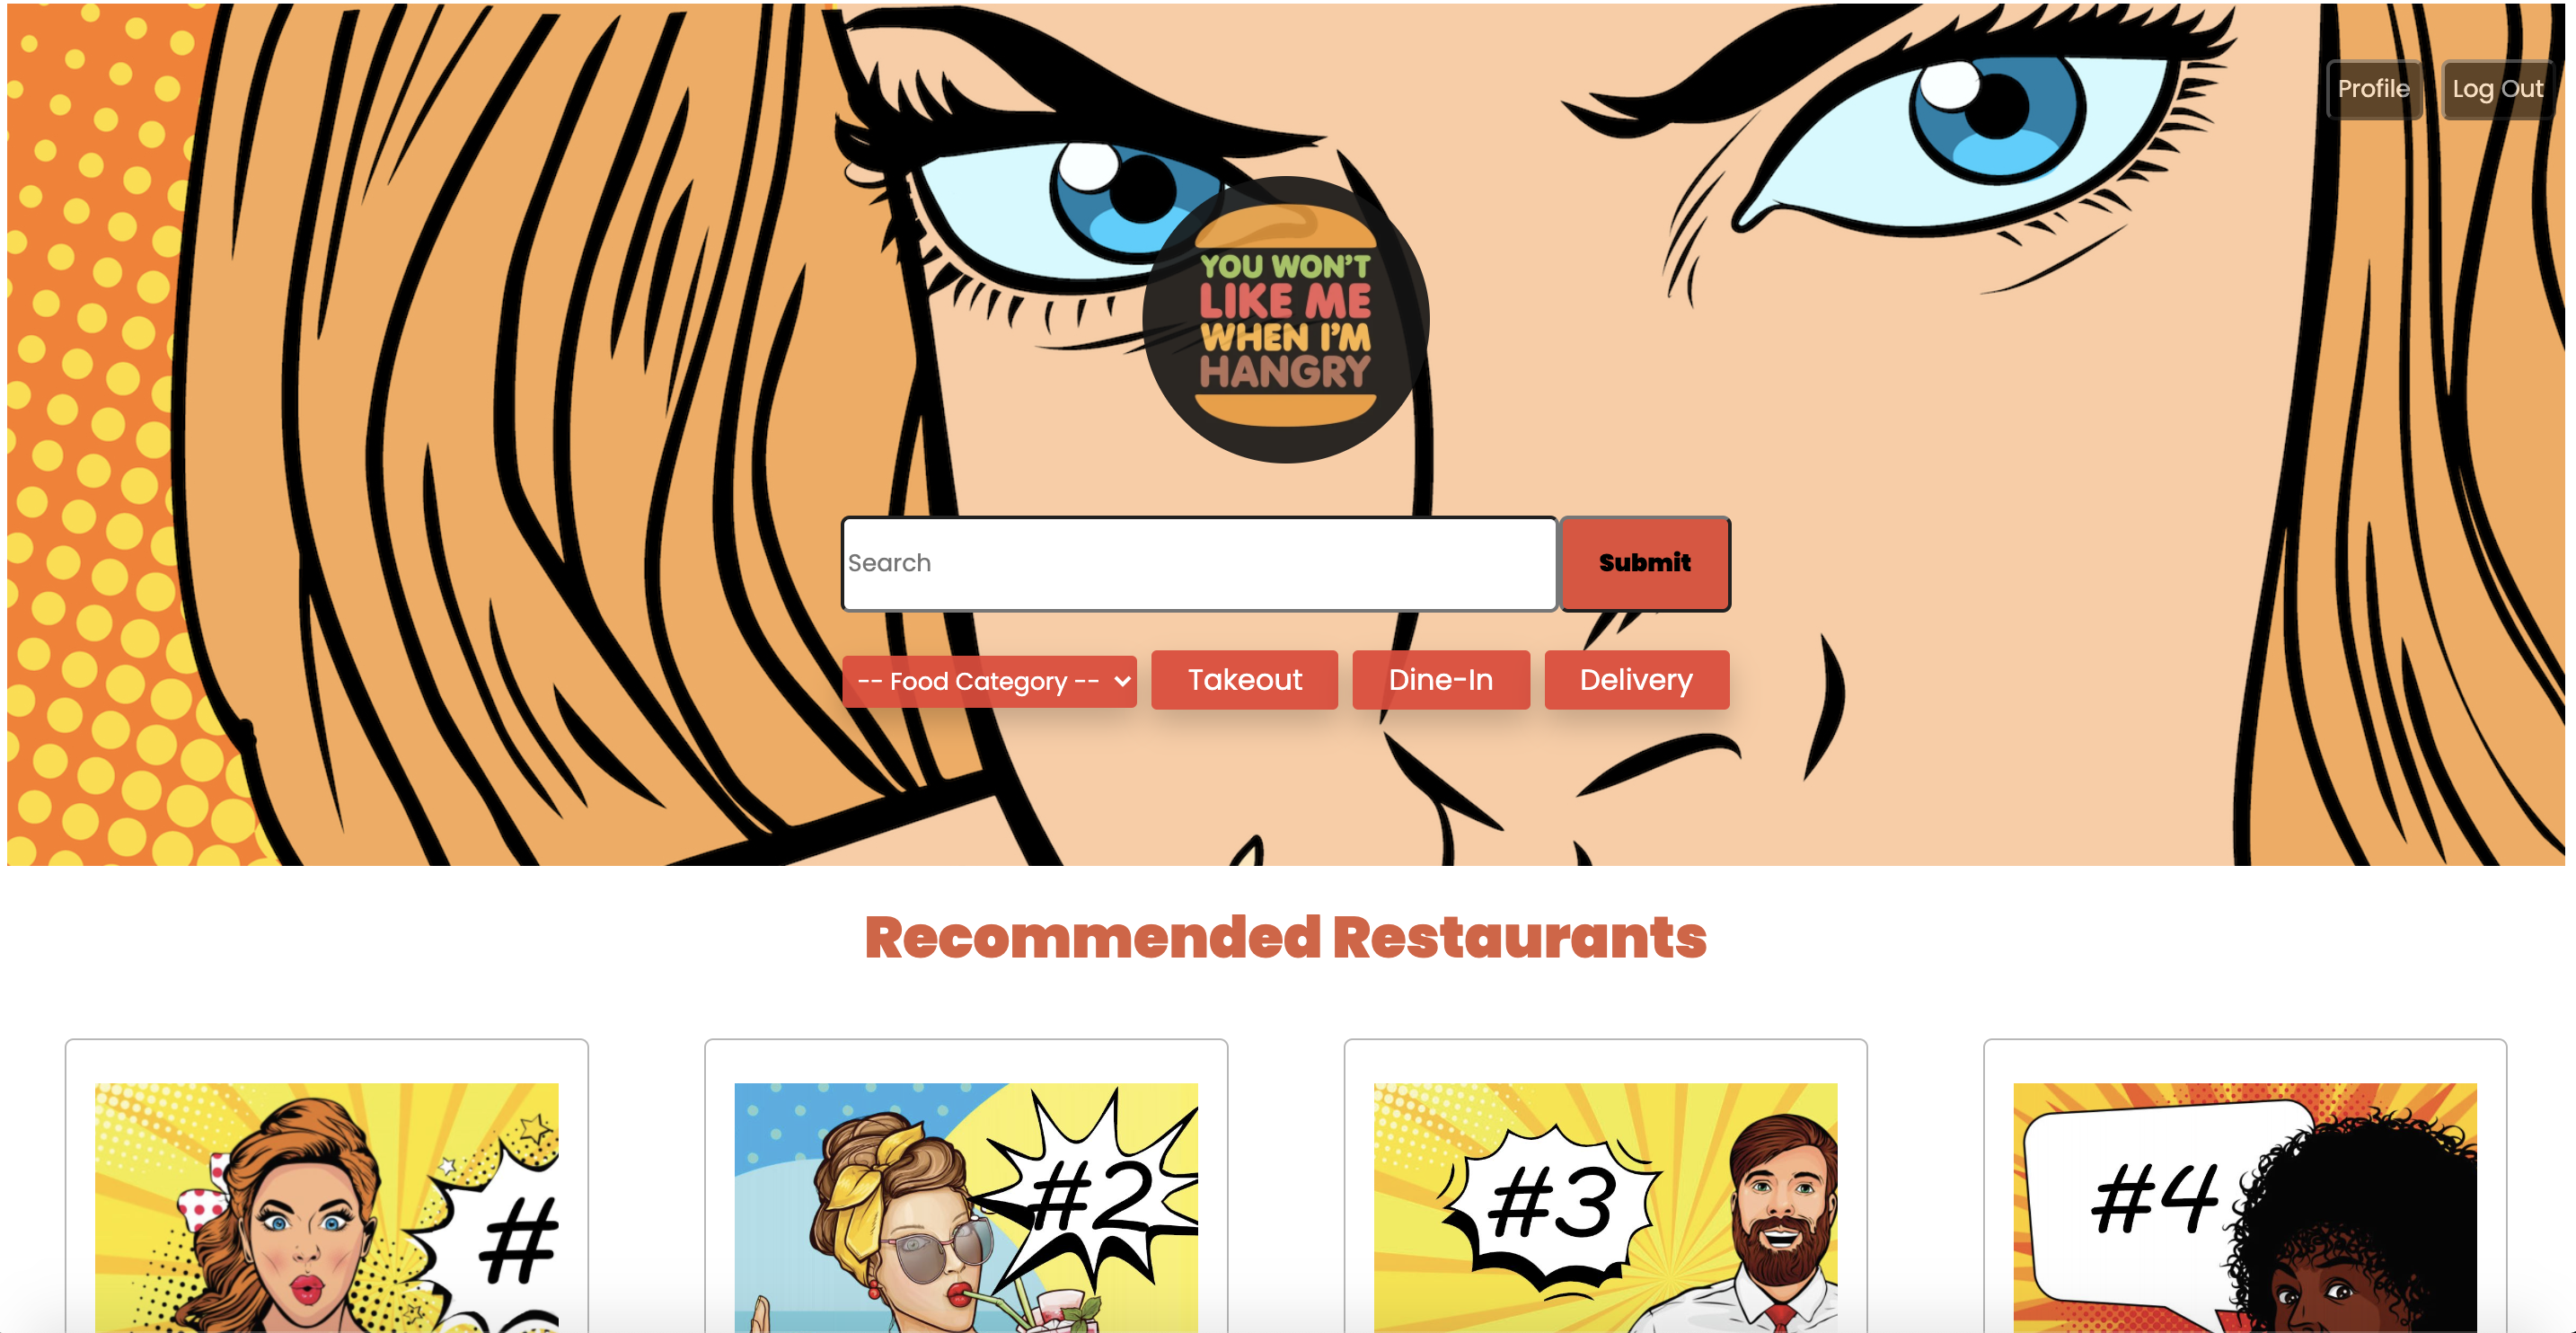 Profile
Log Out
YOU WON'T
LIKE ME
WHEN I'M
HANGRY
Search
Submit
-- Food Category --
Takeout
Dine-In
Delivery
Recommended Restaurants
#
#2
#3
#4